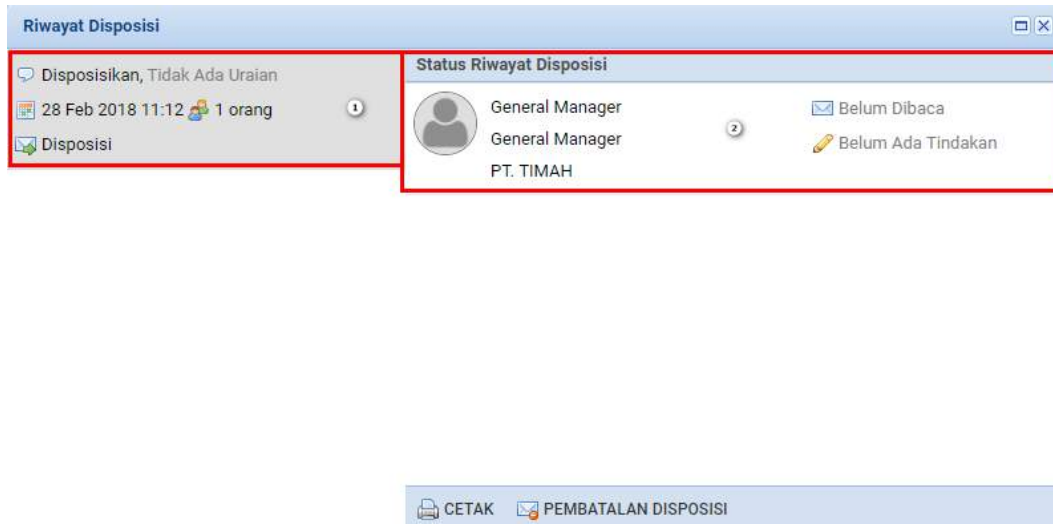 Riwayat Disposisi
Disposisikan, Tidak Ada Uraian
28 Feb 2018 11:12 1 orang
1
Disposisi
Status Riwayat Disposisi
General Manager
General Manager
PT. TIMAH
2
Belum Dibaca
Belum Ada Tindakan
CETAK PEMBATALAN DISPOSISI